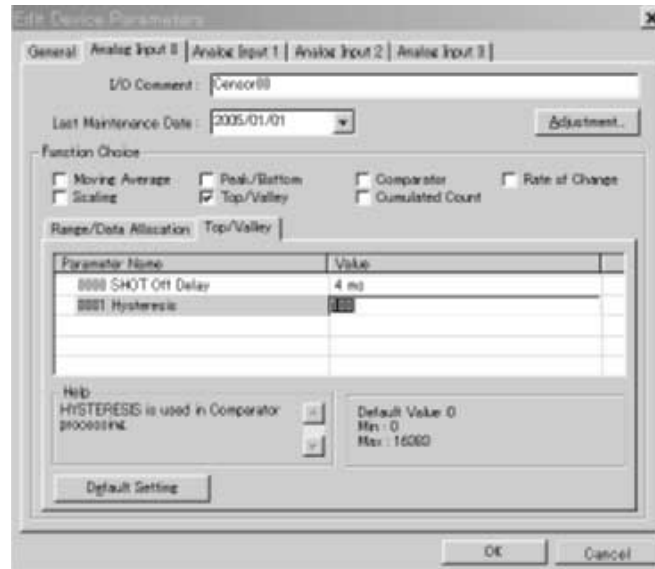 Edit Device Parameters
General Analog Input 0 Analog Input 1 Analog Input 2 Analog Input 3
I/O Comment :
Last Maintenance Date : 2005/01/01 Adjustment..
Function Choice
Moving Average Peak/Bottom Comparator Rate of Change
Scaling Top/Valley Cumulated Count
Range/Data Allocation Top/Valley
Parameter Name Value
0000 SHOT Off Delay 4 ms
0001 Hysteresis
Help
HYSTERESIS is used in Comparator
processing.
Default Value :0
Min : 0
Max :
Default Setting
OK Cancel